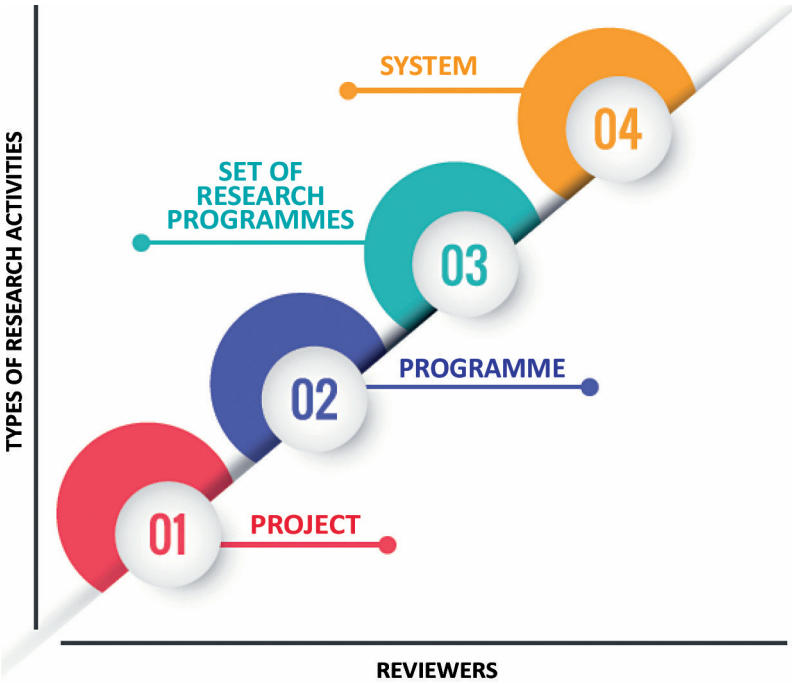 SYSTEM
04
SET OF
RESEARCH
PROGRAMMES
03
PROGRAMME
02
PROJECT
01
TYPES OF RESEARCH ACTIVITIES
REVIEWERS